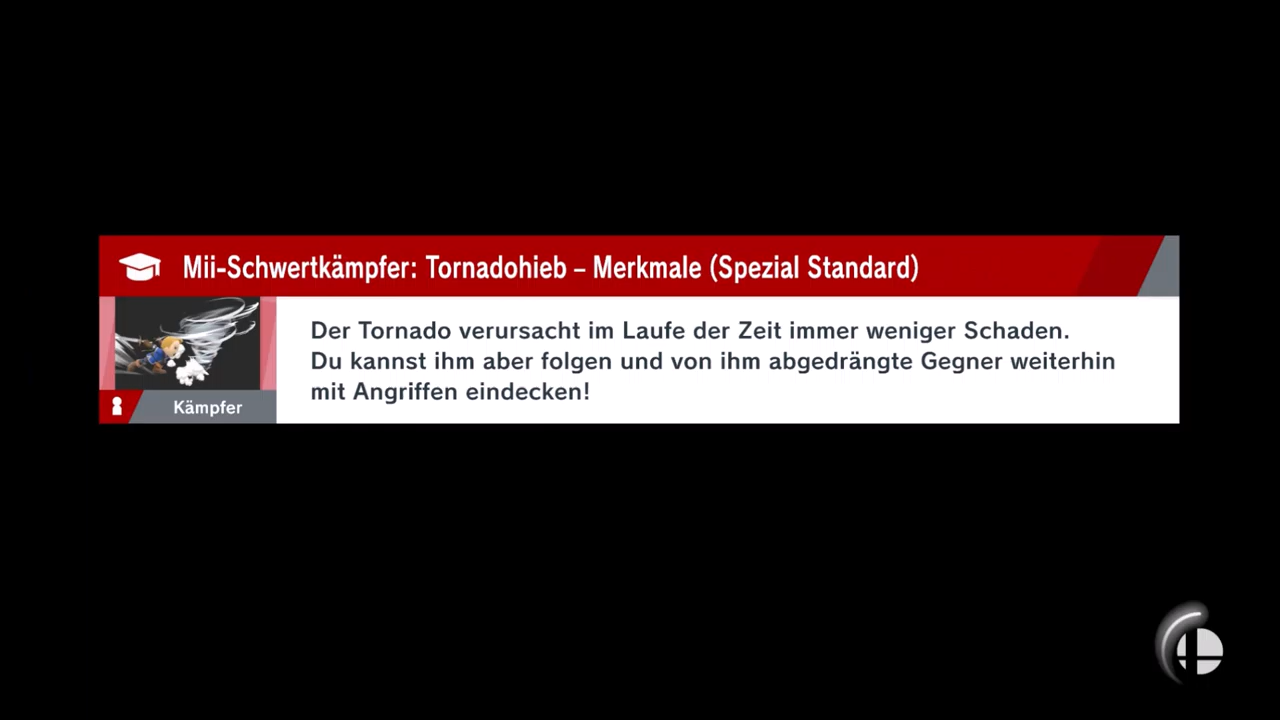 Mii-Schwertkämpfer: Tornadohieb – Merkmale (Spezial Standard)
Der Tornado verursacht im Laufe der Zeit immer weniger Schaden.
Du kannst ihm aber folgen und von ihm abgedrängte Gegner weiterhin
mit Angriffen eindecken!
Kämpfer